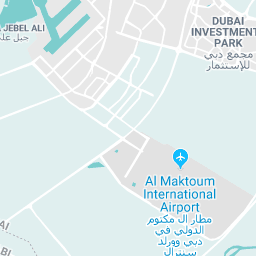 DUBAI
INVESTMENT
PARK
مجمع دبي
للإستثمار
JEBEL ALI
جبل علي
Al Maktoum
International
Airport
مطار آل مكتوم
الدولي في
دبي وورلد
سنترال
BI